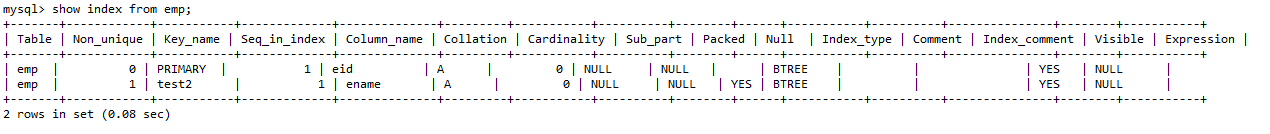 mysql> show index from emp;
+-------+------------+----------+--------------+-------------+-----------+-------------+----------+--------+------+------------+---------+---------------+---------+------------+
| Table | Non_unique | Key_name | Seq_in_index | Column_name | Collation | Cardinality | Sub_part | Packed | Null | Index_type | Comment | Index_comment | Visible | Expression |
+-------+------------+----------+--------------+-------------+-----------+-------------+----------+--------+------+------------+---------+---------------+---------+------------+
| emp | 0 | PRIMARY | 1 | eid | A | 0 | NULL | NULL | | BTREE | | | YES | NULL |
| emp | 1 | test2 | 1 | ename | A | 0 | NULL | NULL | YES | BTREE | | | YES | NULL |
+-------+------------+----------+--------------+-------------+-----------+-------------+----------+--------+------+------------+---------+---------------+---------+------------+
2 rows in set (0.08 sec)